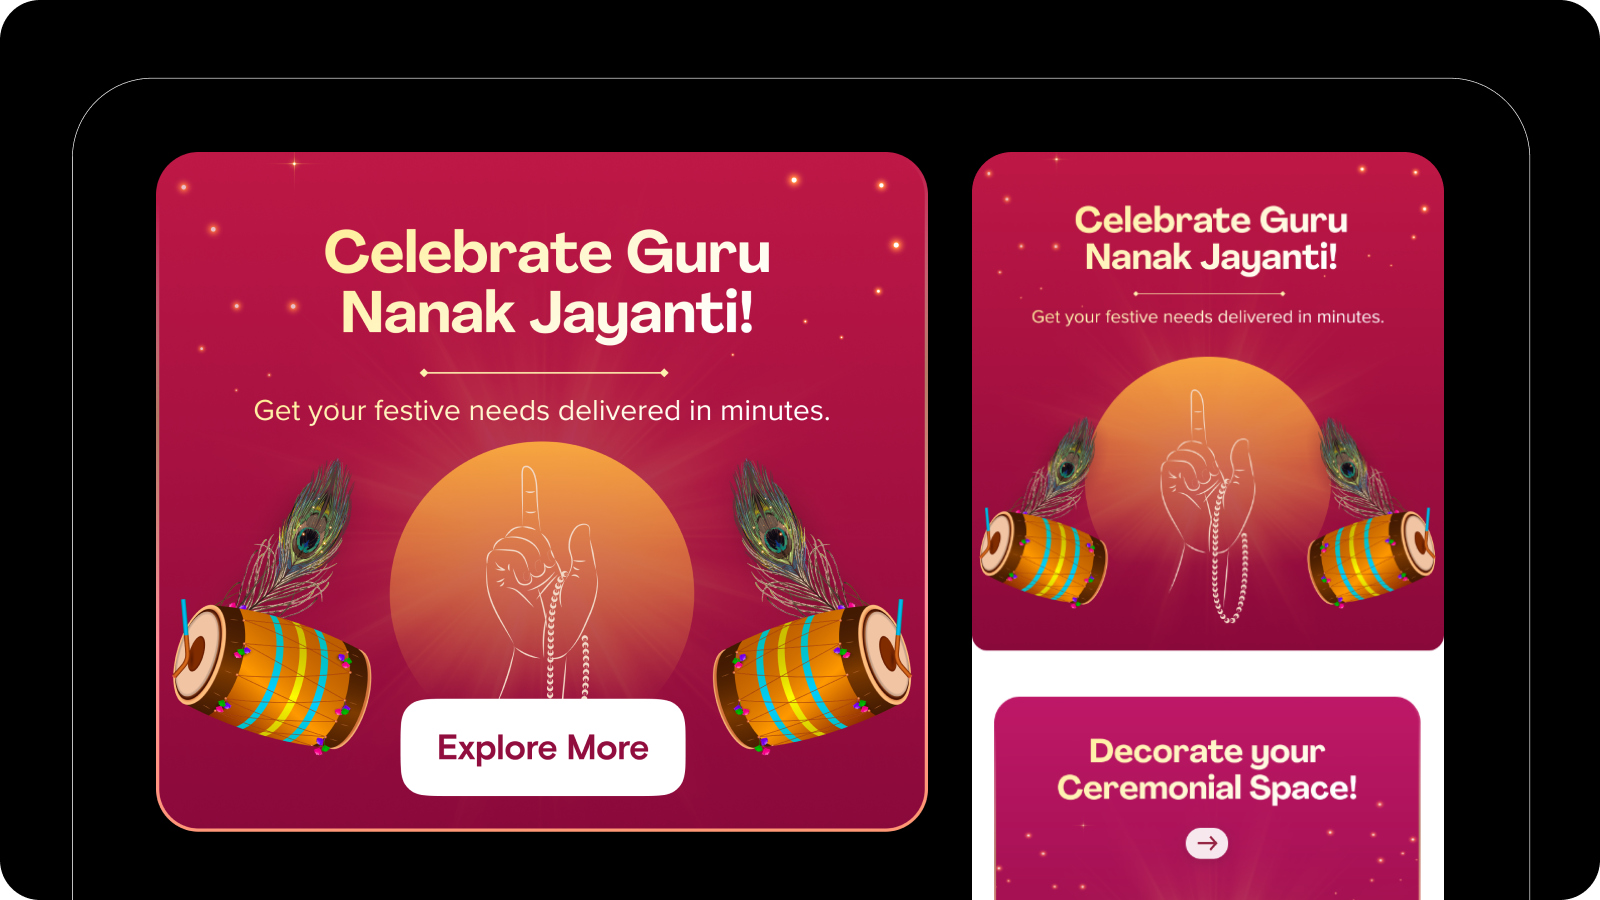 Celebrate Guru
Nanak Jayanti!
Get your festive needs delivered in minutes.
Explore More
Celebrate Guru
Nanak Jayanti!
Get your festive needs delivered in minutes.
Decorate your
Ceremonial Space!